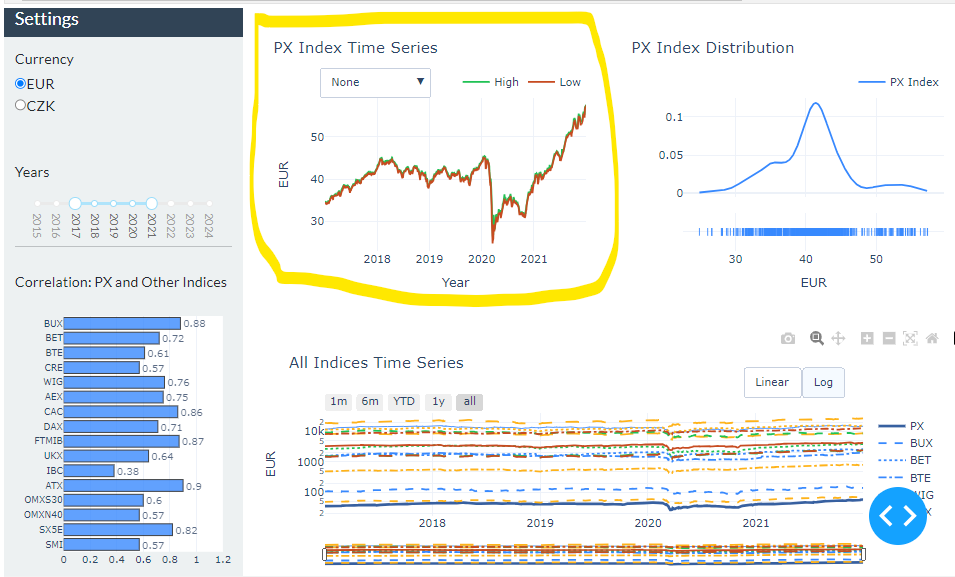 Settings
Currency
EUR
CZK
Years
2015 2016 2017 2018 2019 2020 2021 2022 2023 2024
Correlation: PX and Other Indices
BUX 0.88
BET 0.72
BTE 0.61
CRE 0.57
WIG 0.76
AEX 0.75
CAC 0.86
DAX 0.71
FTMIB 0.87
UKX 0.64
IBC 0.38
ATX 0.9
OMXS30 0.6
OMXN40 0.57
SX5E 0.82
SMI 0.57
0 0.2 0.4 0.6 0.8 1 1.2
PX Index Time Series
None ▼ High Low
50
40
30
EUR
2018 2019 2020 2021
Year
PX Index Distribution
PX Index
0.1
0.05
0
30 40 50
EUR
All Indices Time Series
Linear Log
1m 6m YTD 1y all
2
10k
5
2
1000
5
2
100
5
2
EUR
2018 2019 2020 2021
PX
BUX
BET
BTE